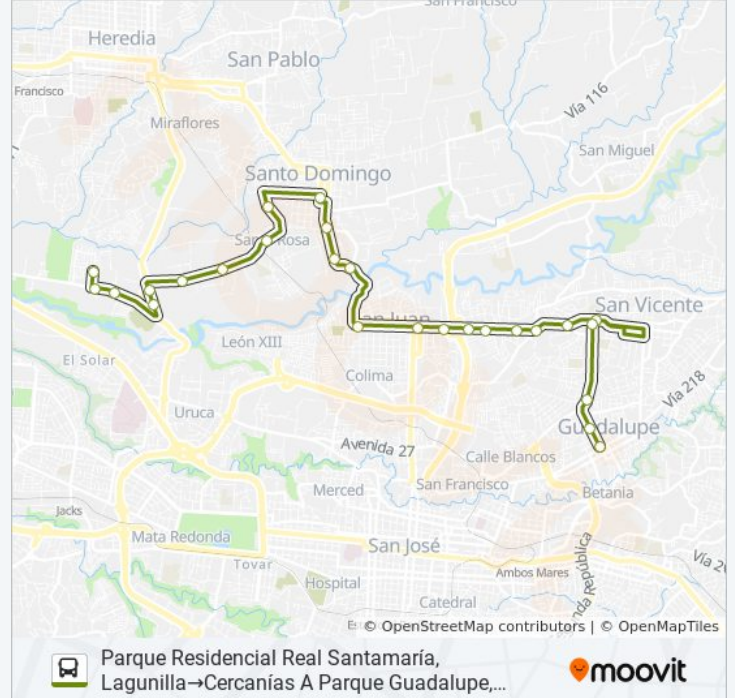 San Francisco
Heredia
San Pablo
Francisco
Vía 116
Miraflores
San Miguel
Santo Domingo
Santa Rosa
San Vicente
San Juan
León XIII
El Solar
Colima
Vía 218
Uruca
Guadalupe
Avenida 27
Calle Blancos
San Francisco
Merced
Betania
Jacks
Mata Redonda
San José
Tovar
Ambos Mares
Hospital
Catedral
© OpenStreetMap contributors | © OpenMapTiles
Parque Residencial Real Santamaría,
Lagunilla→Cercanías A Parque Guadalupe,…
moovit